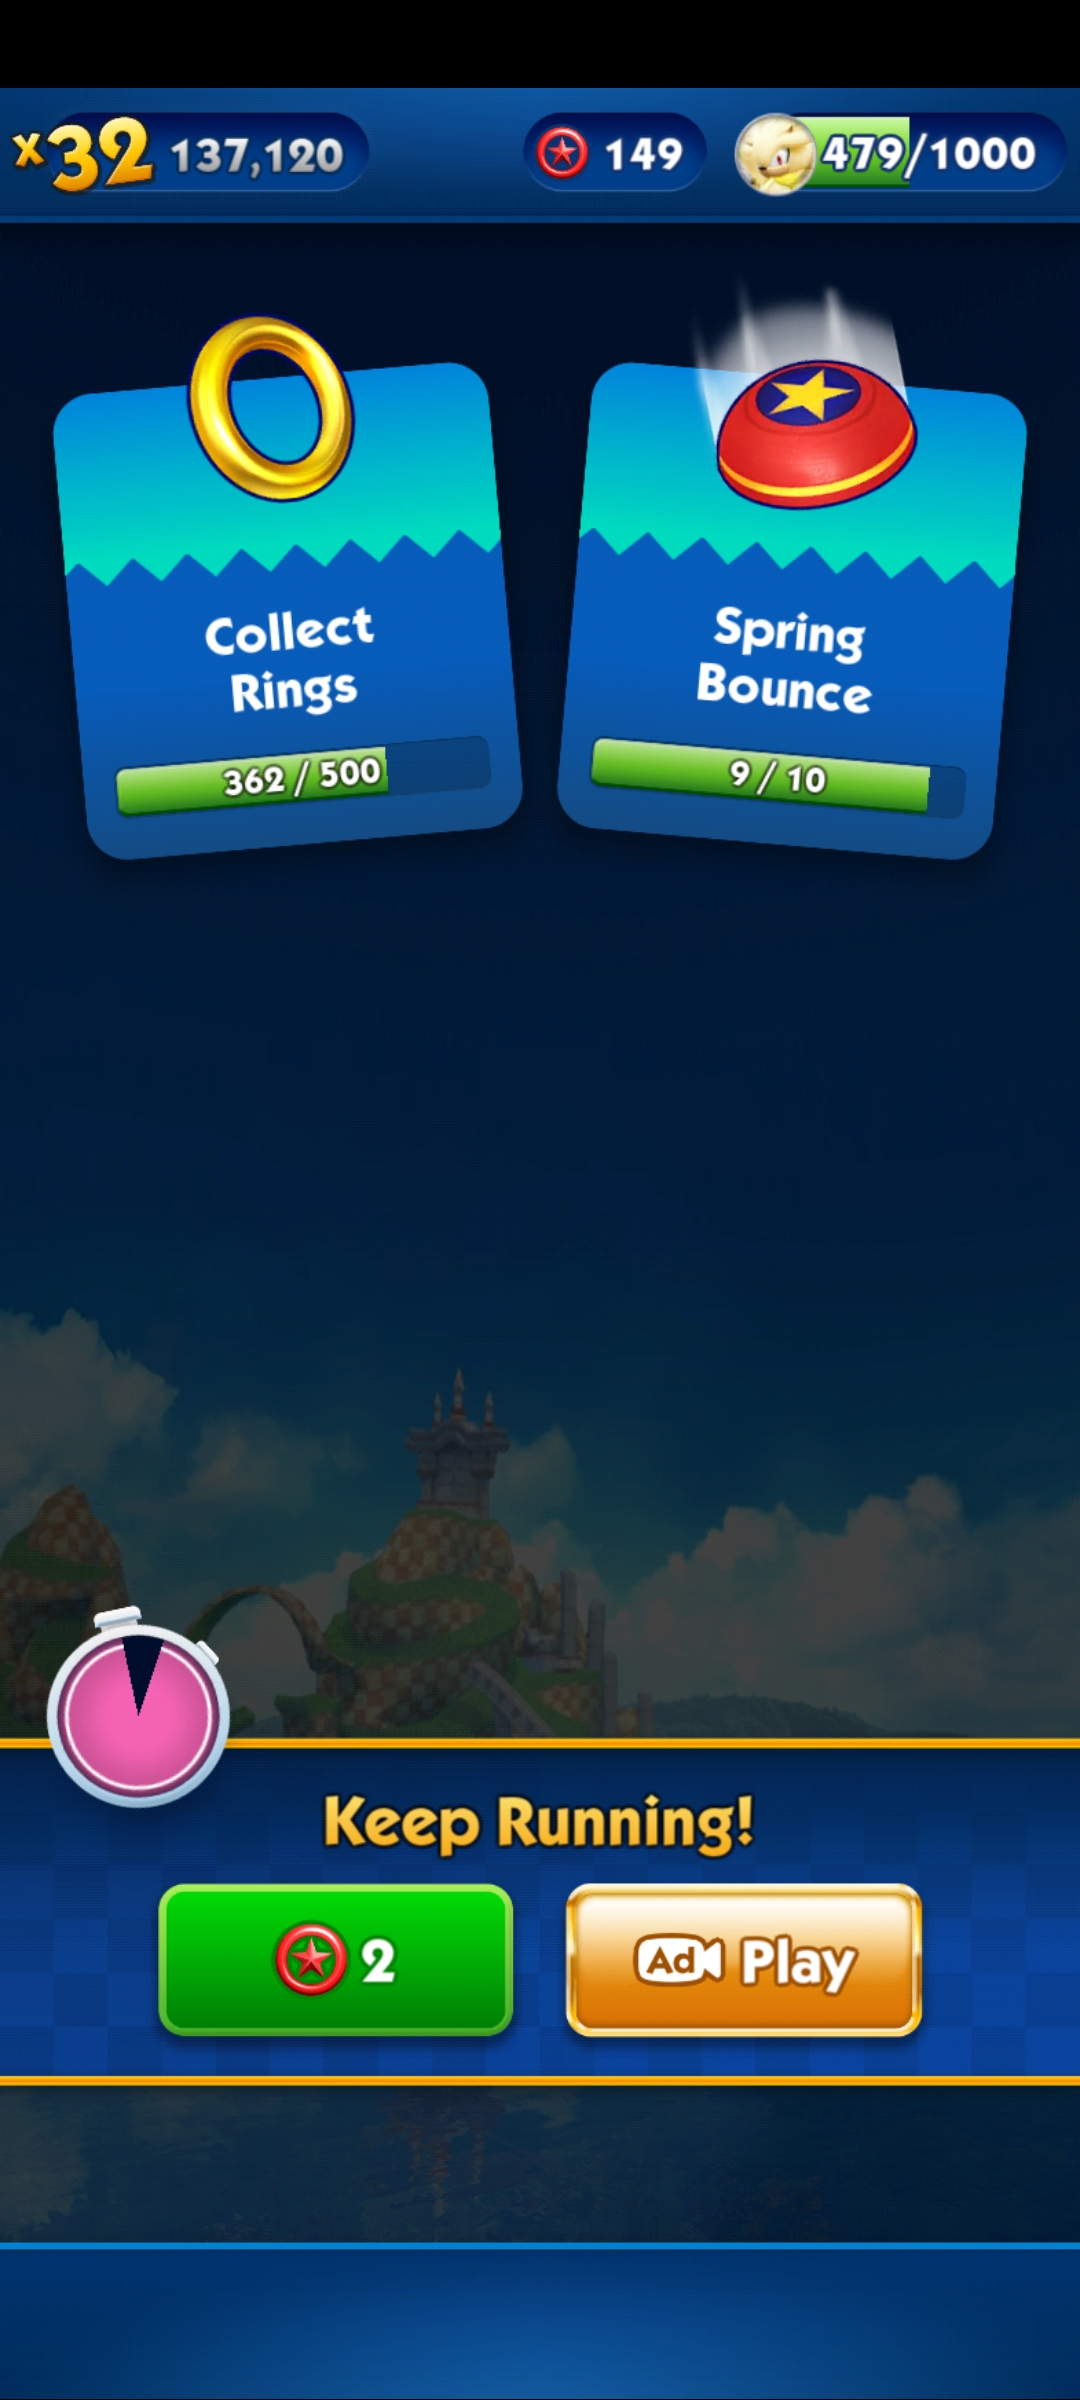 x32 137,120 149 479/1000
Collect
Rings
362 / 500
Spring
Bounce
9 / 10
Keep Running!
2
Ad Play